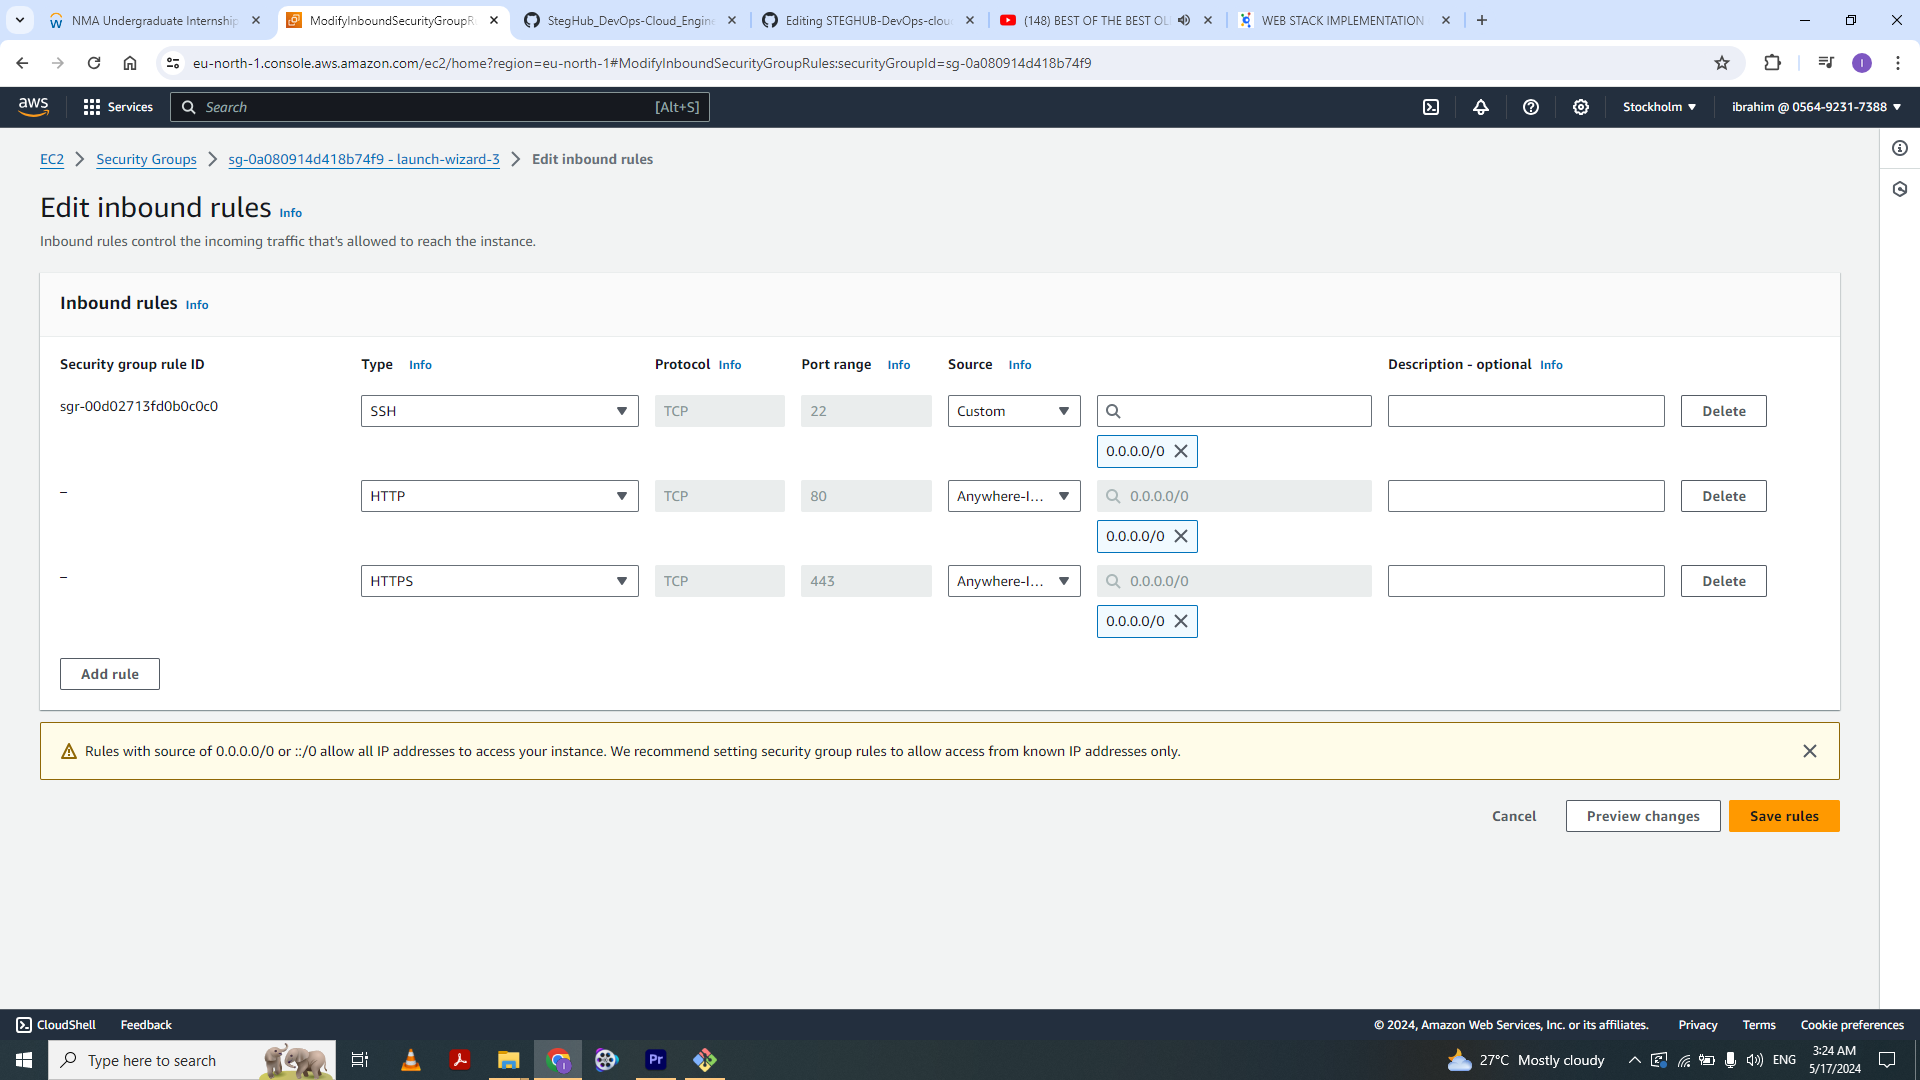 NMA Undergraduate Internship
ModifyInboundSecurityGroupRu
StegHub_DevOps-Cloud_Engine
Editing STEGHUB-DevOps-clou
(148) BEST OF THE BEST OL
WEB STACK IMPLEMENTATION
eu-north-1.console.aws.amazon.com/ec2/home?region=eu-north-1#ModifyInboundSecurityGroupRules:securityGroupId=sg-0a080914d418b74f9
I
aws Services Search [Alt+S] Stockholm ibrahim @ 0564-9231-7388
EC2 Security Groups sg-0a080914d418b74f9 - launch-wizard-3 Edit inbound rules
Edit inbound rules Info
Inbound rules control the incoming traffic that's allowed to reach the instance.
Inbound rules Info
Security group rule ID Type Info Protocol Info Port range Info Source Info Description - optional Info
sgr-00d02713fd0b0c0c0 SSH TCP 22 Custom Delete
0.0.0.0/0
– HTTP TCP 80 Anywhere-I... 0.0.0.0/0 Delete
0.0.0.0/0
– HTTPS TCP 443 Anywhere-I... 0.0.0.0/0 Delete
0.0.0.0/0
Add rule
Rules with source of 0.0.0.0/0 or ::/0 allow all IP addresses to access your instance. We recommend setting security group rules to allow access from known IP addresses only.
Cancel Preview changes Save rules
CloudShell Feedback © 2024, Amazon Web Services, Inc. or its affiliates. Privacy Terms Cookie preferences
Type here to search Pr 27°C Mostly cloudy ENG 3:24 AM
5/17/2024